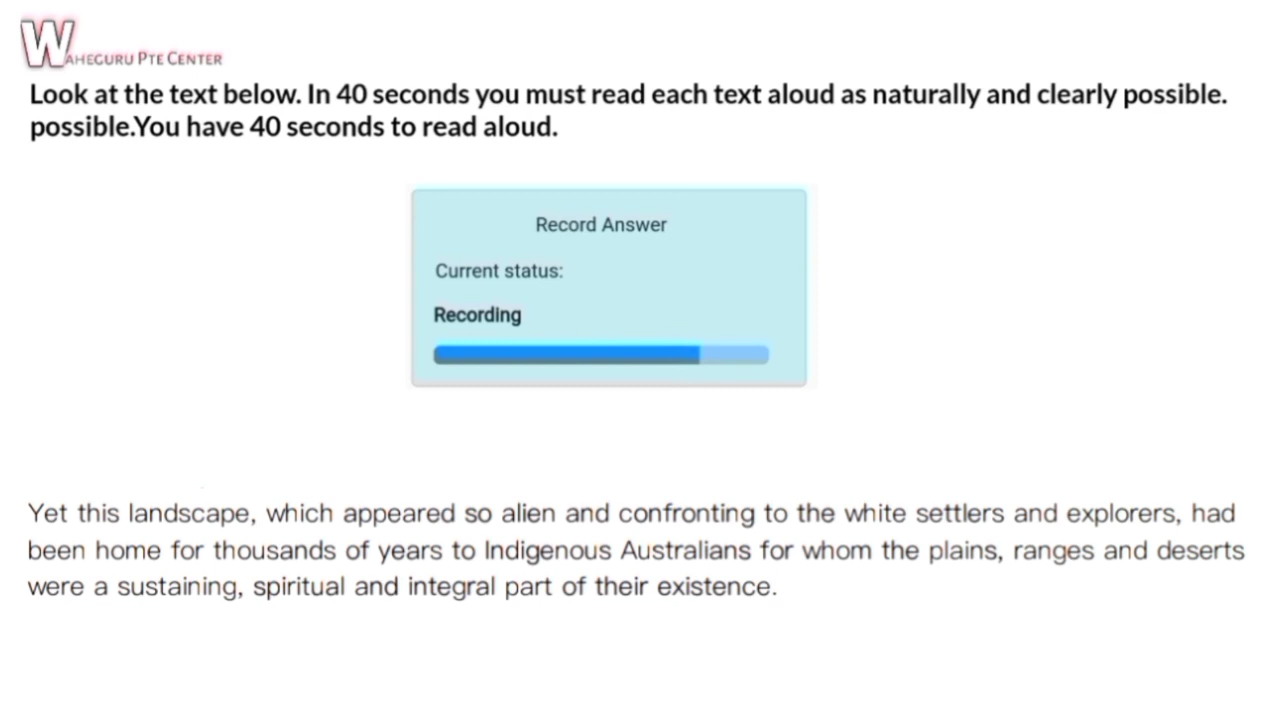 WAHEGURU PTE CENTER
Look at the text below. In 40 seconds you must read each text aloud as naturally and clearly possible.
possible.You have 40 seconds to read aloud.
Record Answer
Current status:
Recording
Yet this landscape, which appeared so alien and confronting to the white settlers and explorers, had
been home for thousands of years to Indigenous Australians for whom the plains, ranges and deserts
were a sustaining, spiritual and integral part of their existence.